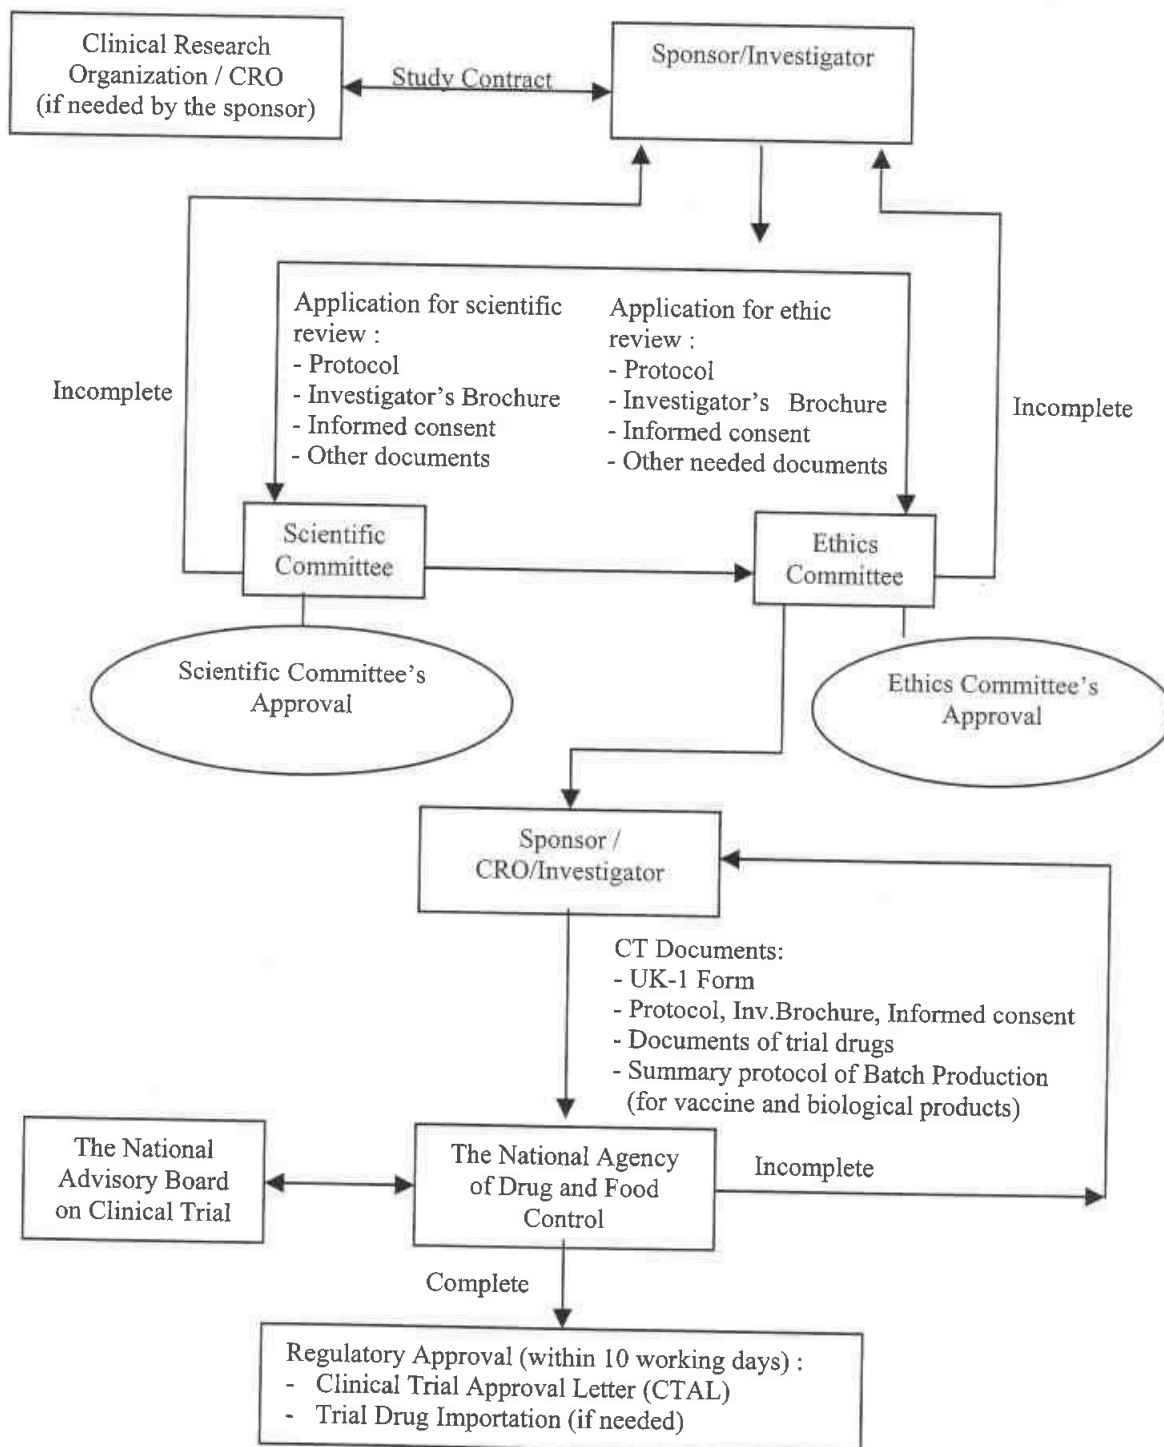 Clinical Research
Organization / CRO
(if needed by the sponsor)
Study Contract
Sponsor/Investigator
Application for scientific
review :
- Protocol
- Investigator's Brochure
- Informed consent
- Other documents
Application for ethic
review :
- Protocol
- Investigator's Brochure
- Informed consent
- Other needed documents
Incomplete
Incomplete
Scientific
Committee
Ethics
Committee
Scientific Committee's
Approval
Ethics Committee's
Approval
Sponsor /
CRO/Investigator
CT Documents:
- UK-1 Form
- Protocol, Inv.Brochure, Informed consent
- Documents of trial drugs
- Summary protocol of Batch Production
(for vaccine and biological products)
The National
Advisory Board
on Clinical Trial
The National Agency
of Drug and Food
Control
Incomplete
Complete
Regulatory Approval (within 10 working days) :
- Clinical Trial Approval Letter (CTAL)
- Trial Drug Importation (if needed)